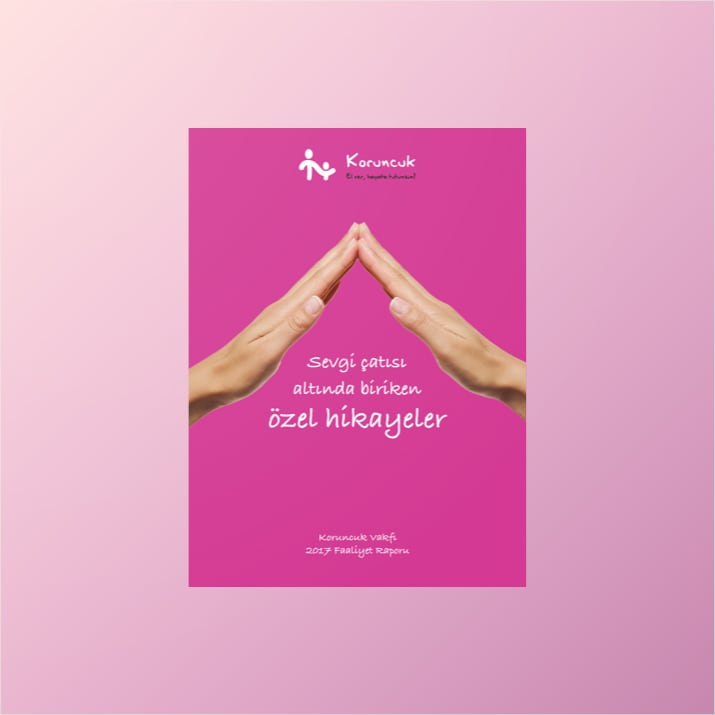 Koruncuk
El ver, hayata tutunsun!
Sevgi çatısı
altında biriken
özel hikayeler
Koruncuk Vakfı
2017 Faaliyet Raporu